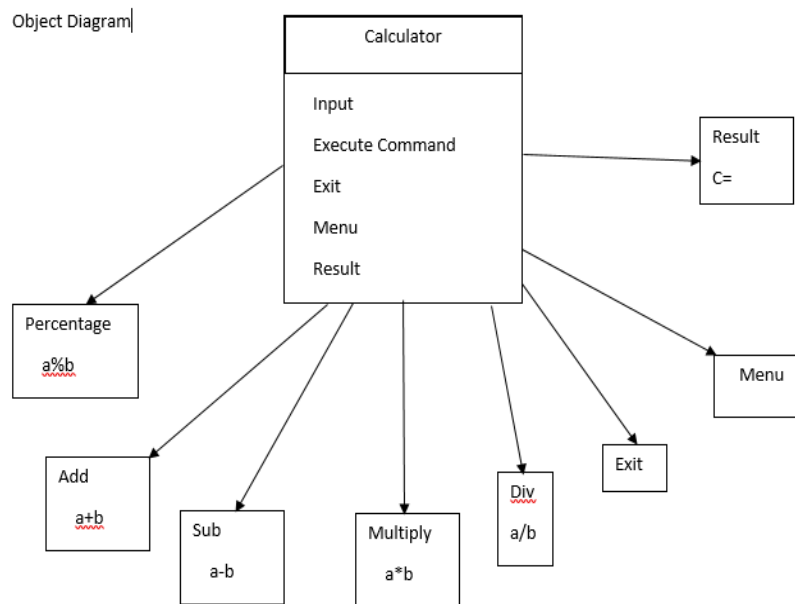 Object Diagram
Calculator
Input
Execute Command
Exit
Menu
Result
Result
C=
Percentage
a%b
Menu
Exit
Add
a+b
Sub
a-b
Multiply
a*b
Div
a/b